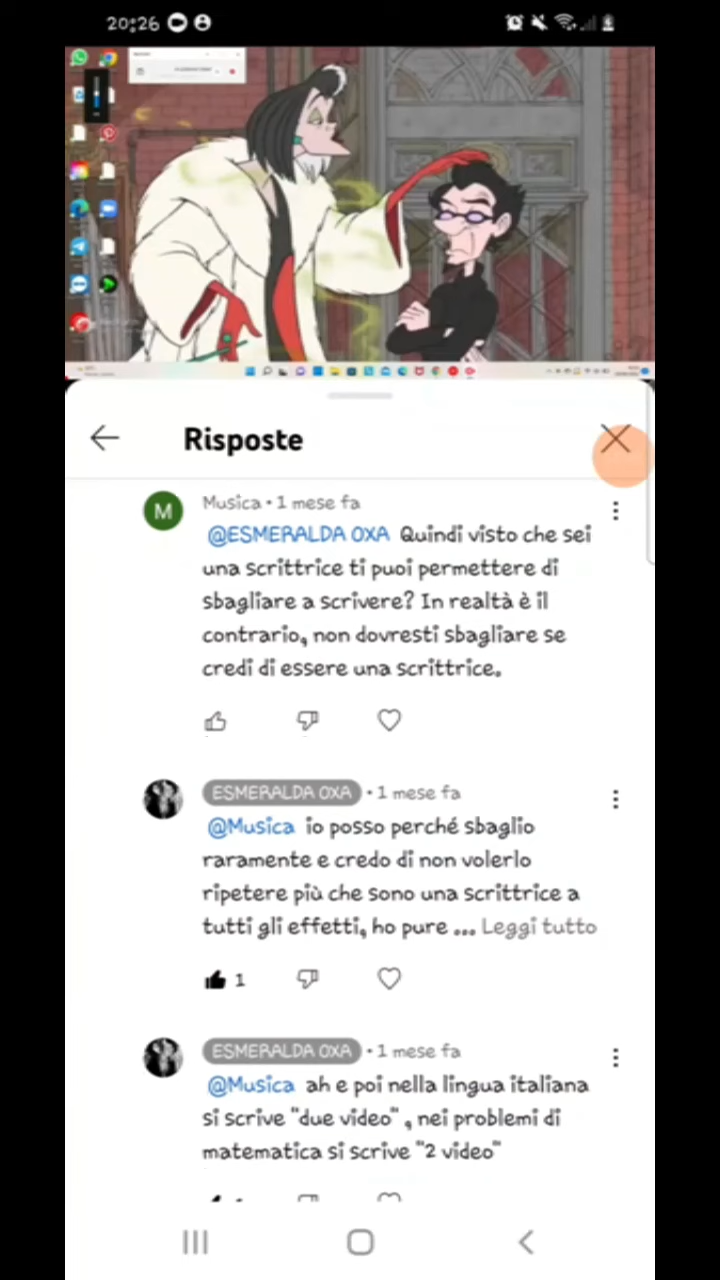 20:26
Risposte
Musica • 1 mese fa
@ESMERALDA OXA Quindi visto che sei
una scrittrice ti puoi permettere di
sbagliare a scrivere? In realtà è il
contrario, non dovresti sbagliare se
credi di essere una scrittrice.
M
ESMERALDA OXA • 1 mese fa
@Musica io posso perché sbaglio
raramente e credo di non volerlo
ripetere più che sono una scrittrice a
tutti gli effetti, ho pure ... Leggi tutto
1
ESMERALDA OXA • 1 mese fa
@Musica ah e poi nella lingua italiana
si scrive "due video" , nei problemi di
matematica si scrive "2 video"